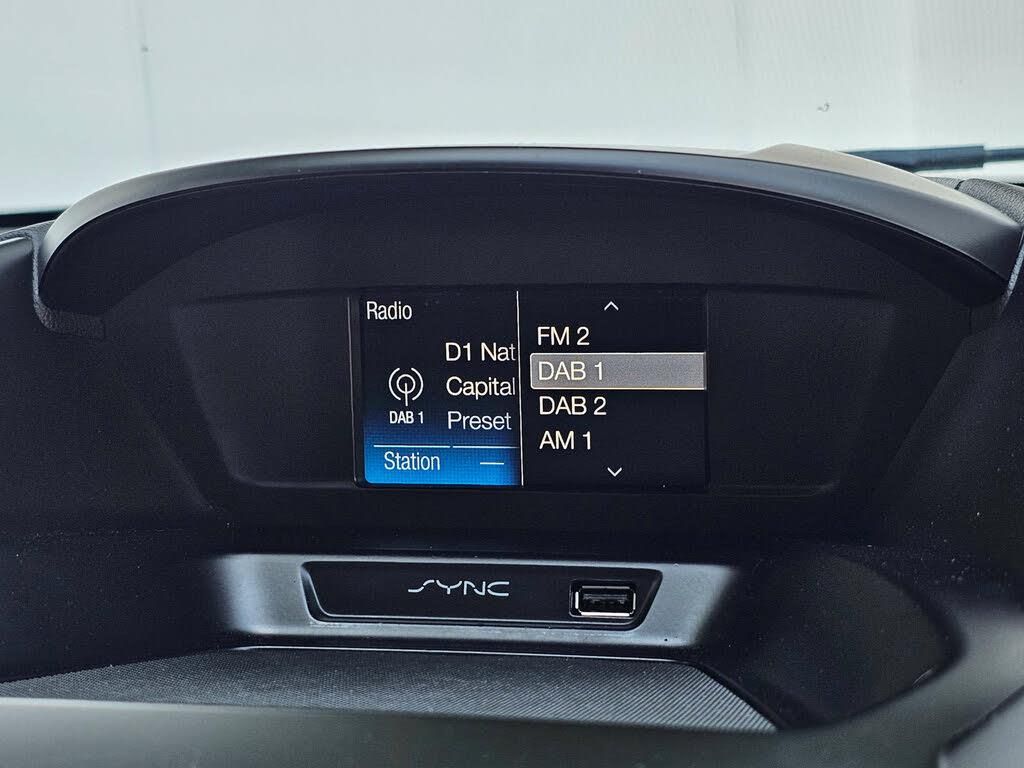 Radio
D1 Nat
Capital
Preset
DAB 1
Station
FM 2
DAB 1
DAB 2
AM 1
SYNC